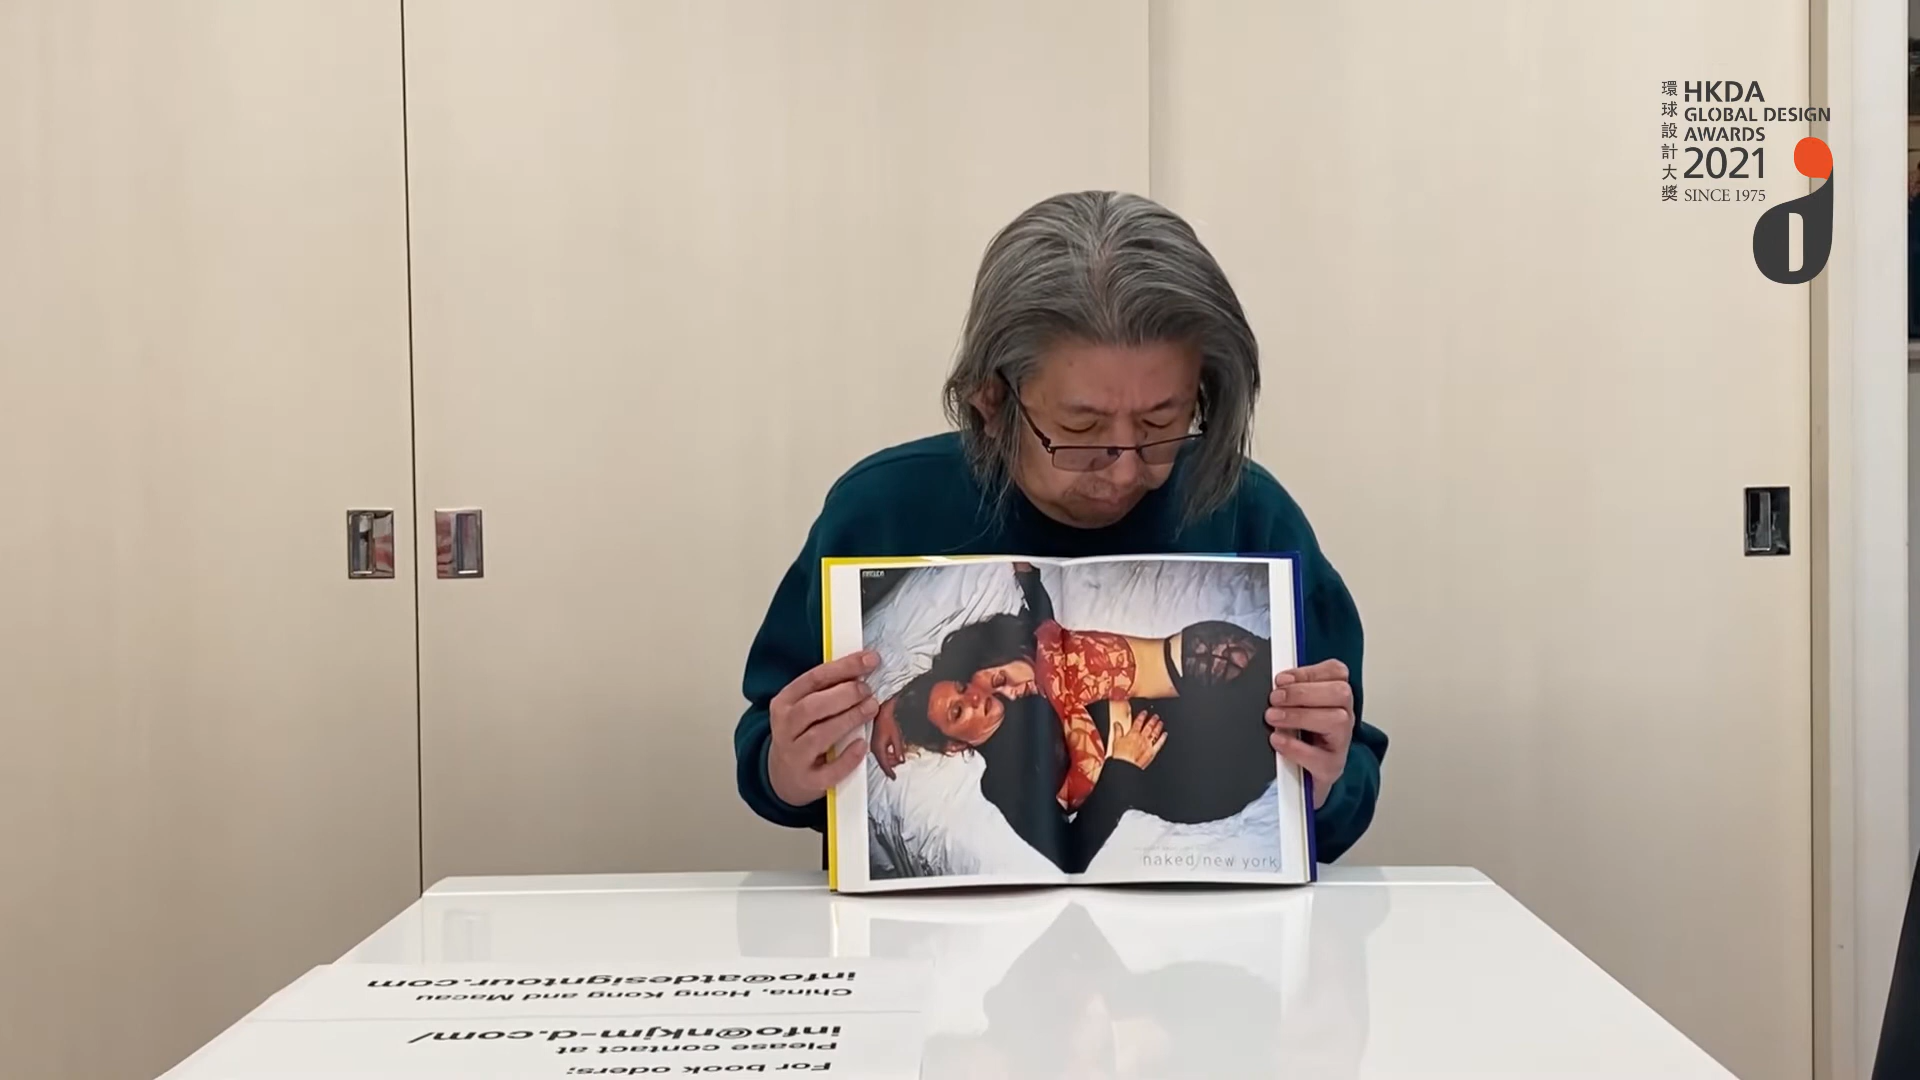 環球設計大獎
HKDA
GLOBAL DESIGN
AWARDS
2021
SINCE 1975
D
naked/new york
For book oders;
Please contact at
info@nkjm-d.com/
China, Hong Kong and Macau
info@atdesigntour.com